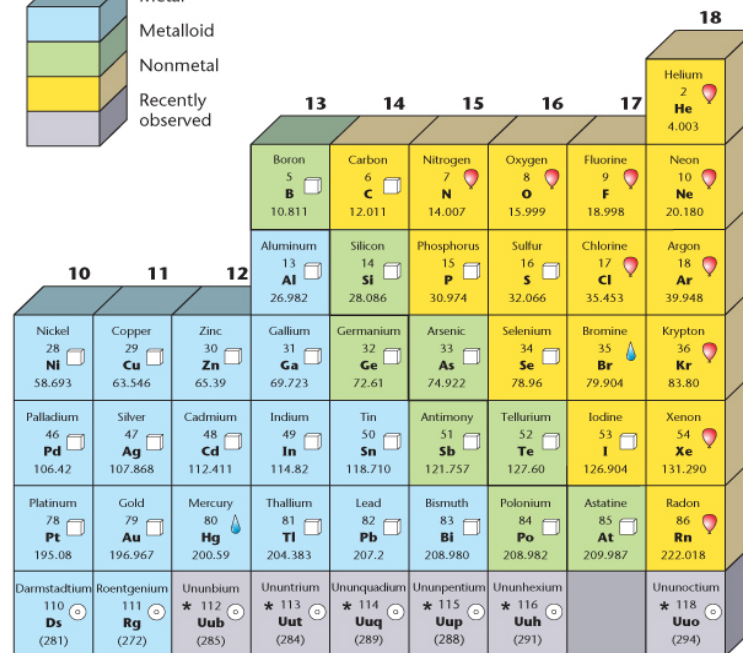 Metal
Metalloid
Nonmetal
Recently
observed
18
Helium
2
He
4.003
13
14
15
16
17
Boron
5
B
10.811
Carbon
6
C
12.011
Nitrogen
7
N
14.007
Oxygen
8
O
15.999
Fluorine
9
F
18.998
Neon
10
Ne
20.180
Aluminum
13
Al
26.982
Silicon
14
Si
28.086
Phosphorus
15
P
30.974
Sulfur
16
S
32.066
Chlorine
17
Cl
35.453
Argon
18
Ar
39.948
10
11
12
Nickel
28
Ni
58.693
Copper
29
Cu
63.546
Zinc
30
Zn
65.39
Gallium
31
Ga
69.723
Germanium
32
Ge
72.61
Arsenic
33
As
74.922
Selenium
34
Se
78.96
Bromine
35
Br
79.904
Krypton
36
Kr
83.80
Palladium
46
Pd
106.42
Silver
47
Ag
107.868
Cadmium
48
Cd
112.411
Indium
49
In
114.82
Tin
50
Sn
118.710
Antimony
51
Sb
121.757
Tellurium
52
Te
127.60
Iodine
53
I
126.904
Xenon
54
Xe
131.290
Platinum
78
Pt
195.08
Gold
79
Au
196.967
Mercury
80
Hg
200.59
Thallium
81
Tl
204.383
Lead
82
Pb
207.2
Bismuth
83
Bi
208.980
Polonium
84
Po
208.982
Astatine
85
At
209.987
Radon
86
Rn
222.018
Darmstadtium
110
Ds
(281)
Roentgenium
111
Rg
(272)
Ununbium
* 112
Uub
(285)
Ununtrium
* 113
Uut
(284)
Ununquadium
* 114
Uuq
(289)
Ununpentium
* 115
Uup
(288)
Ununhexium
* 116
Uuh
(291)
Ununoctium
* 118
Uuo
(294)